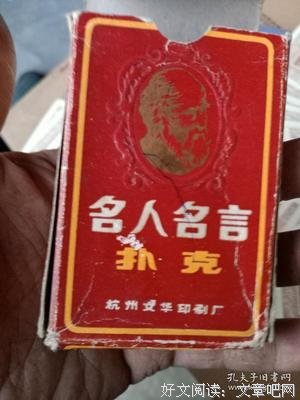 名人名言
扑克
杭州文华印刷厂
孔夫子旧书网
好文阅读：文章吧网